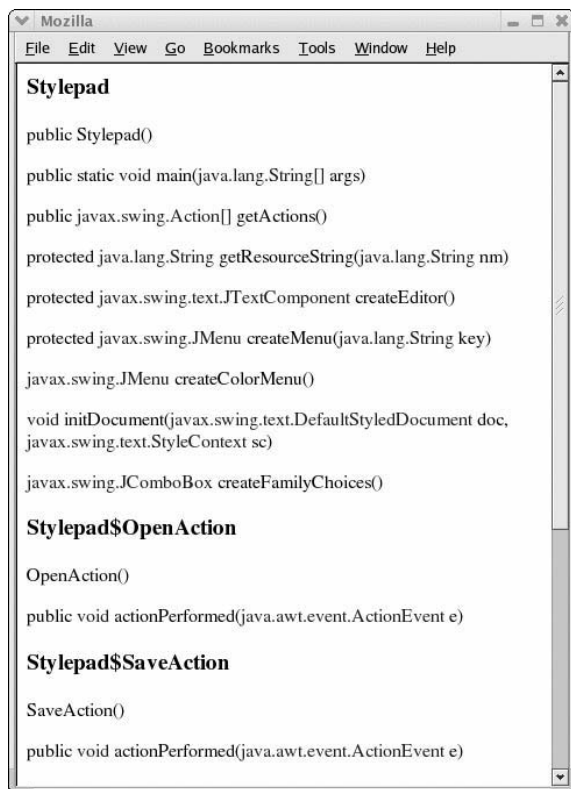 Mozilla
File Edit View Go Bookmarks Tools Window Help
Stylepad
public Stylepad()
public static void main(java.lang.String[] args)
public javax.swing.Action[] getActions()
protected java.lang.String getResourceString(java.lang.String nm)
protected javax.swing.text.JTextComponent createEditor()
protected javax.swing.JMenu createMenu(java.lang.String key)
javax.swing.JMenu createColorMenu()
void initDocument(javax.swing.text.DefaultStyledDocument doc,
javax.swing.text.StyleContext sc)
javax.swing.JComboBox createFamilyChoices()
Stylepad$OpenAction
OpenAction()
public void actionPerformed(java.awt.event.ActionEvent e)
Stylepad$SaveAction
SaveAction()
public void actionPerformed(java.awt.event.ActionEvent e)